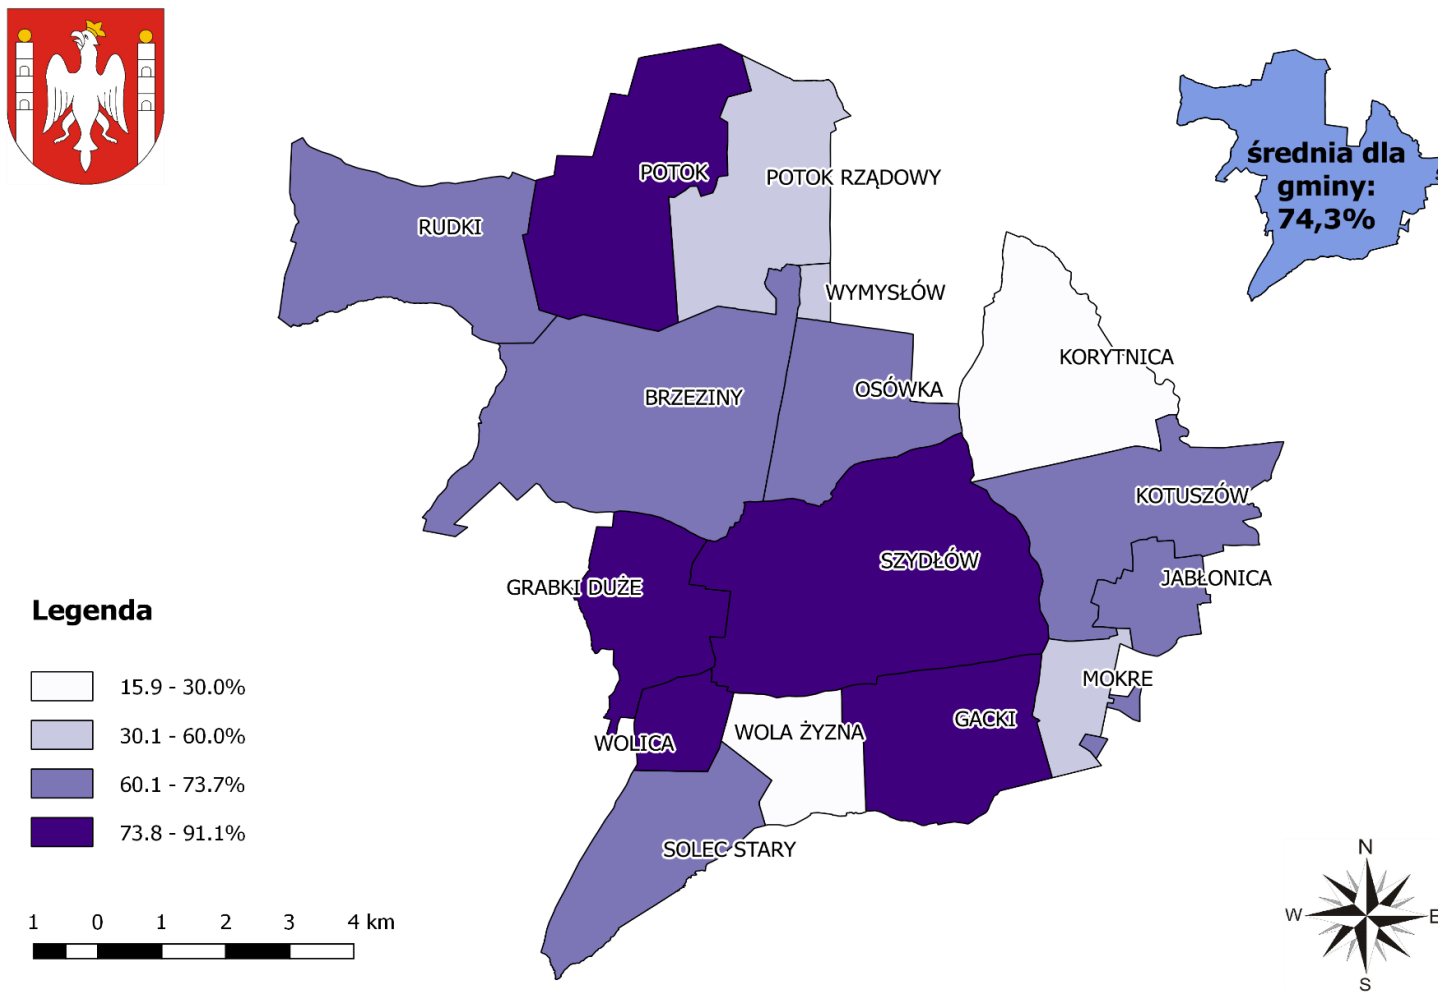 POTOK
POTOK RZĄDOWY
RUDKI
średnia dla
gminy:
74,3%
WYMYSŁÓW
KORYTNICA
OSÓWKA
BRZEZINY
KOTUSZÓW
SZYDŁÓW
JABŁONICA
GRABKI DUŻE
MOKRE
GACKI
WOLA ŻYZNA
WOLICA
SOLEC STARY
Legenda
15.9 - 30.0%
30.1 - 60.0%
60.1 - 73.7%
73.8 - 91.1%
1 0 1 2 3 4 km
N
W E
S